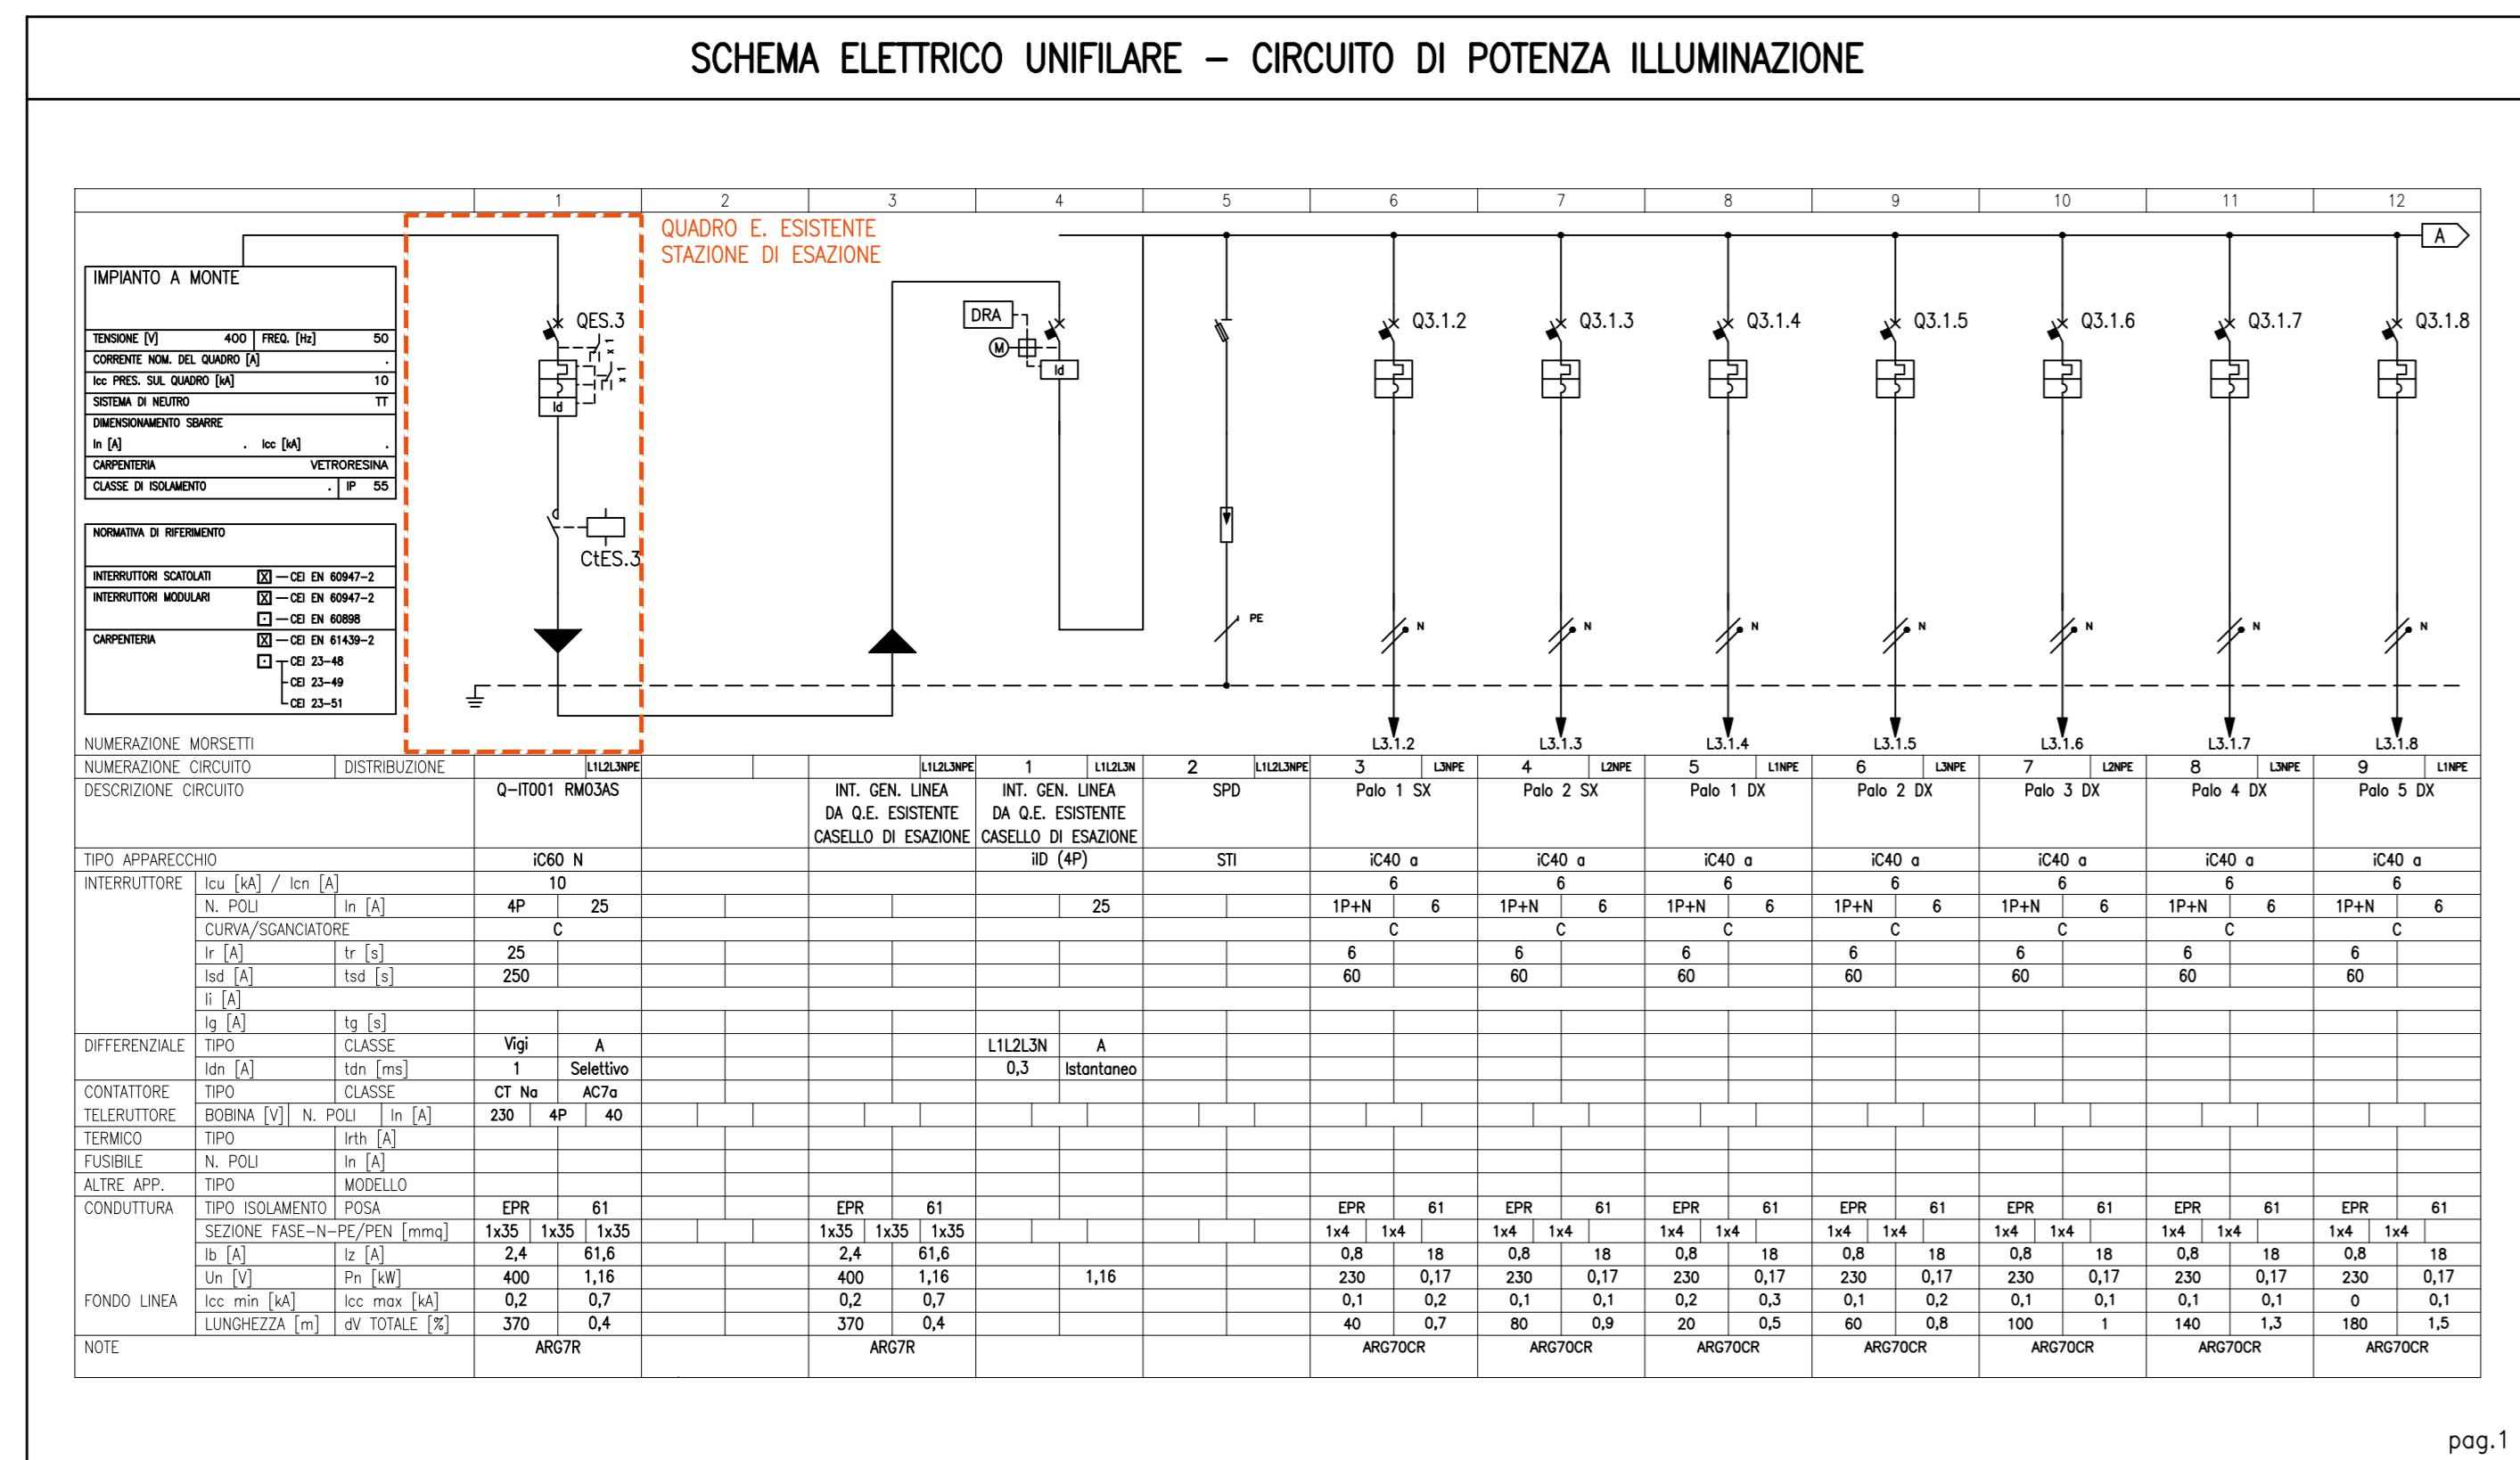 SCHEMA ELETTRICO UNIFILARE – CIRCUITO DI POTENZA ILLUMINAZIONE
1 2 3 4 5 6 7 8 9 10 11 12
QUADRO E. ESISTENTE
STAZIONE DI ESAZIONE
A
IMPIANTO A MONTE
TENSIONE [V] 400 FREQ. [Hz] 50
CORRENTE NOM. DEL QUADRO [A] .
Icc PRES. SUL QUADRO [kA] 10
SISTEMA DI NEUTRO TT
DIMENSIONAMENTO SBARRE
In [A] . Icc [kA] .
CARPENTERIA VETRORESINA
CLASSE DI ISOLAMENTO . IP 55
NORMATIVA DI RIFERIMENTO
INTERRUTTORI SCATOLATI X — CEI EN 60947-2
INTERRUTTORI MODULARI X — CEI EN 60947-2
— CEI EN 60898
CARPENTERIA X — CEI EN 61439-2
CEI 23-48
CEI 23-49
CEI 23-51
QES.3
x 1
x 1
Id
CtES.3
DRA
M
Id
PE
Q3.1.2 Q3.1.3 Q3.1.4 Q3.1.5 Q3.1.6 Q3.1.7 Q3.1.8
N N N N N N N
NUMERAZIONE MORSETTI L3.1.2 L3.1.3 L3.1.4 L3.1.5 L3.1.6 L3.1.7 L3.1.8
NUMERAZIONE CIRCUITO DISTRIBUZIONE L1L2L3NPE L1L2L3NPE 1 L1L2L3N 2 L1L2L3NPE 3 L3NPE 4 L2NPE 5 L1NPE 6 L3NPE 7 L2NPE 8 L3NPE 9 L1NPE
DESCRIZIONE CIRCUITO Q-IT001 RM03AS INT. GEN. LINEA INT. GEN. LINEA SPD Palo 1 SX Palo 2 SX Palo 1 DX Palo 2 DX Palo 3 DX Palo 4 DX Palo 5 DX
DA Q.E. ESISTENTE DA Q.E. ESISTENTE
CASELLO DI ESAZIONE CASELLO DI ESAZIONE
TIPO APPARECCHIO iC60 N iID (4P) STI iC40 a iC40 a iC40 a iC40 a iC40 a iC40 a iC40 a
INTERRUTTORE Icu [kA] / Icn [A] 10 6 6 6 6 6 6 6
N. POLI In [A] 4P 25 25 1P+N 6 1P+N 6 1P+N 6 1P+N 6 1P+N 6 1P+N 6 1P+N 6
CURVA/SGANCIATORE C C C C C C C C
Ir [A] tr [s] 25 6 6 6 6 6 6 6
Isd [A] tsd [s] 250 60 60 60 60 60 60 60
Ii [A]
Ig [A] tg [s]
DIFFERENZIALE TIPO CLASSE Vigi A L1L2L3N A
Idn [A] tdn [ms] 1 Selettivo 0,3 Istantaneo
CONTATTORE TIPO CLASSE CT Na AC7a
TELERUTTORE BOBINA [V] N. POLI In [A] 230 4P 40
TERMICO TIPO Irth [A]
FUSIBILE N. POLI In [A]
ALTRE APP. TIPO MODELLO
CONDUTTURA TIPO ISOLAMENTO POSA EPR 61 EPR 61 EPR 61 EPR 61 EPR 61 EPR 61 EPR 61 EPR 61 EPR 61
SEZIONE FASE-N-PE/PEN [mmq] 1x35 1x35 1x35 1x35 1x35 1x35 1x4 1x4 1x4 1x4 1x4 1x4 1x4 1x4 1x4 1x4 1x4 1x4 1x4 1x4
Ib [A] Iz [A] 2,4 61,6 2,4 61,6 0,8 18 0,8 18 0,8 18 0,8 18 0,8 18 0,8 18 0,8 18
Un [V] Pn [kW] 400 1,16 400 1,16 1,16 230 0,17 230 0,17 230 0,17 230 0,17 230 0,17 230 0,17 230 0,17
FONDO LINEA Icc min [kA] Icc max [kA] 0,2 0,7 0,2 0,7 0,1 0,2 0,1 0,1 0,2 0,3 0,1 0,2 0,1 0,1 0,1 0,1 0 0,1
LUNGHEZZA [m] dV TOTALE [%] 370 0,4 370 0,4 40 0,7 80 0,9 20 0,5 60 0,8 100 1 140 1,3 180 1,5
NOTE ARG7R ARG7R ARG7OCR ARG7OCR ARG7OCR ARG7OCR ARG7OCR ARG7OCR ARG7OCR
pag.1